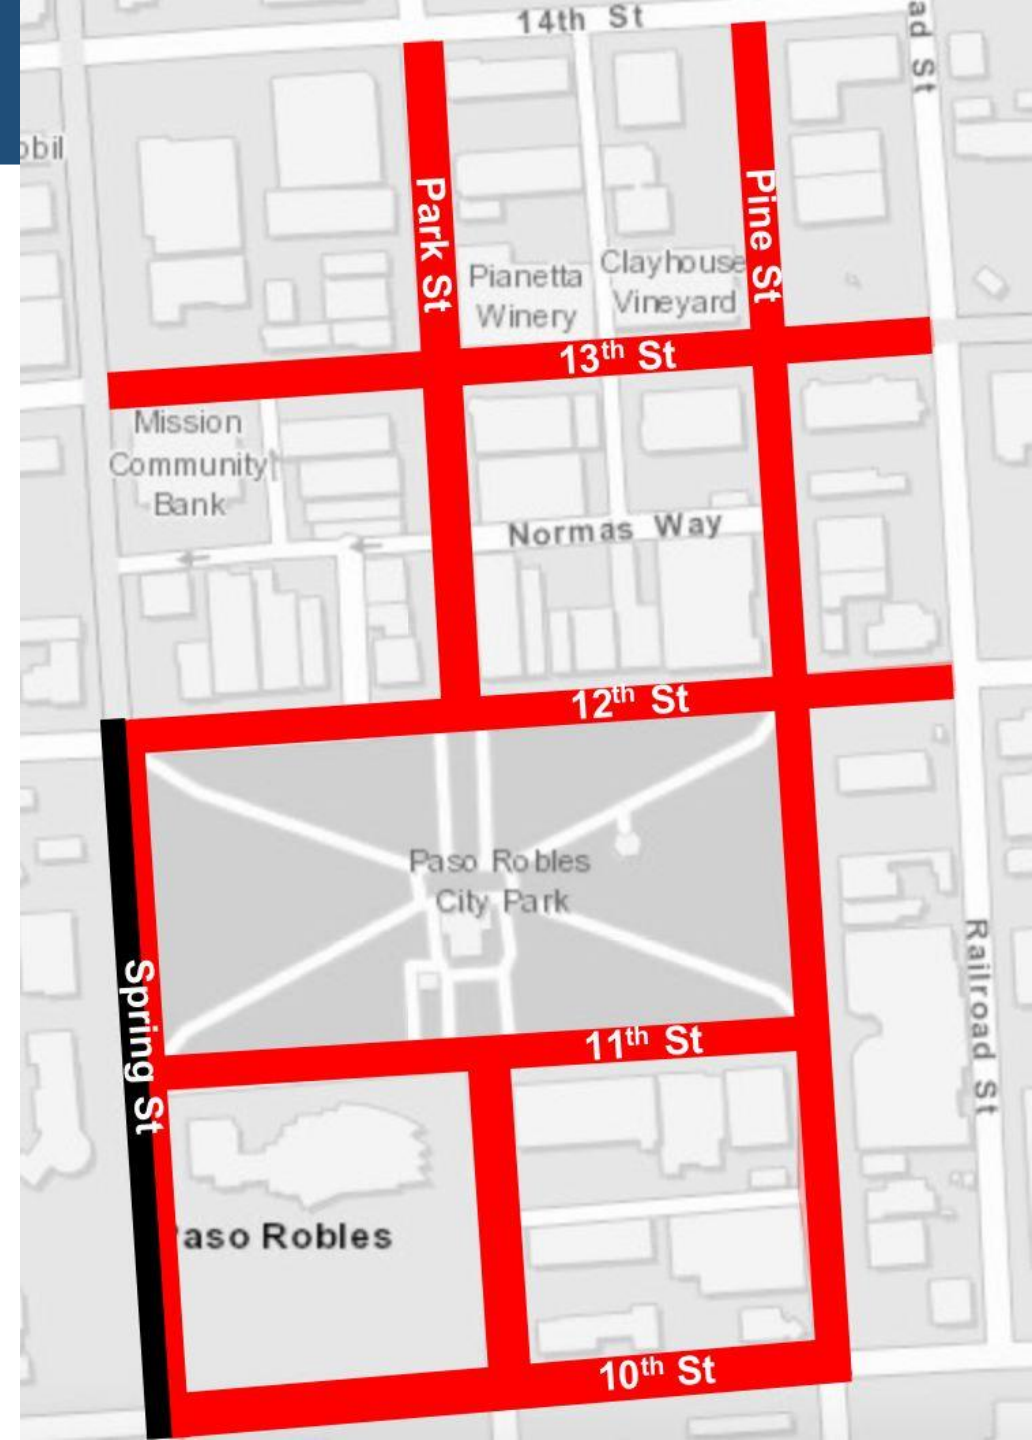 14th St
ad St
obil
Park St
Pine St
Pianetta
Winery
Clayhouse
Vineyard
13th St
Mission
Community
Bank
Normas Way
12th St
Paso Robles
City Park
Railroad St
Spring St
11th St
aso Robles
10th St